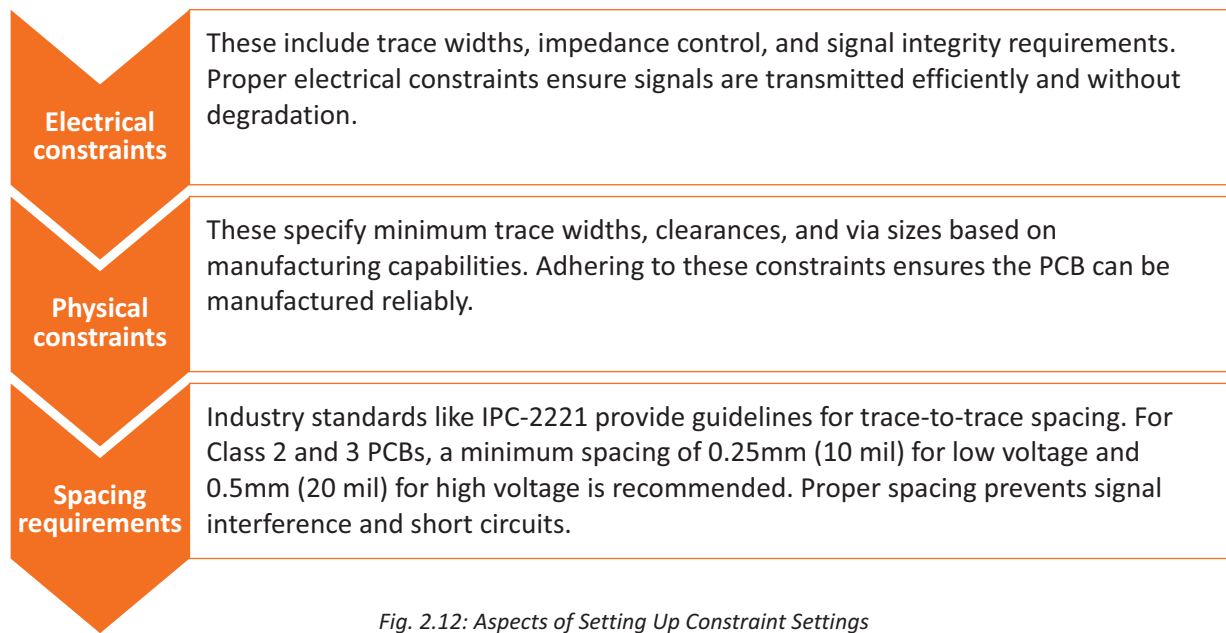 Electrical
constraints
These include trace widths, impedance control, and signal integrity requirements.
Proper electrical constraints ensure signals are transmitted efficiently and without
degradation.
Physical
constraints
These specify minimum trace widths, clearances, and via sizes based on
manufacturing capabilities. Adhering to these constraints ensures the PCB can be
manufactured reliably.
Spacing
requirements
Industry standards like IPC-2221 provide guidelines for trace-to-trace spacing. For
Class 2 and 3 PCBs, a minimum spacing of 0.25mm (10 mil) for low voltage and
0.5mm (20 mil) for high voltage is recommended. Proper spacing prevents signal
interference and short circuits.
Fig. 2.12: Aspects of Setting Up Constraint Settings